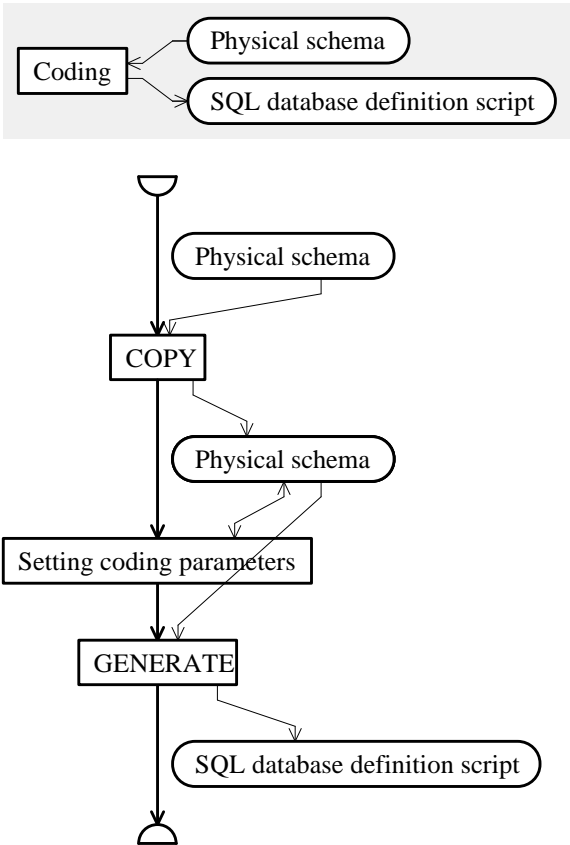 Physical schema
Coding
SQL database definition script
Physical schema
COPY
Physical schema
Setting coding parameters
GENERATE
SQL database definition script